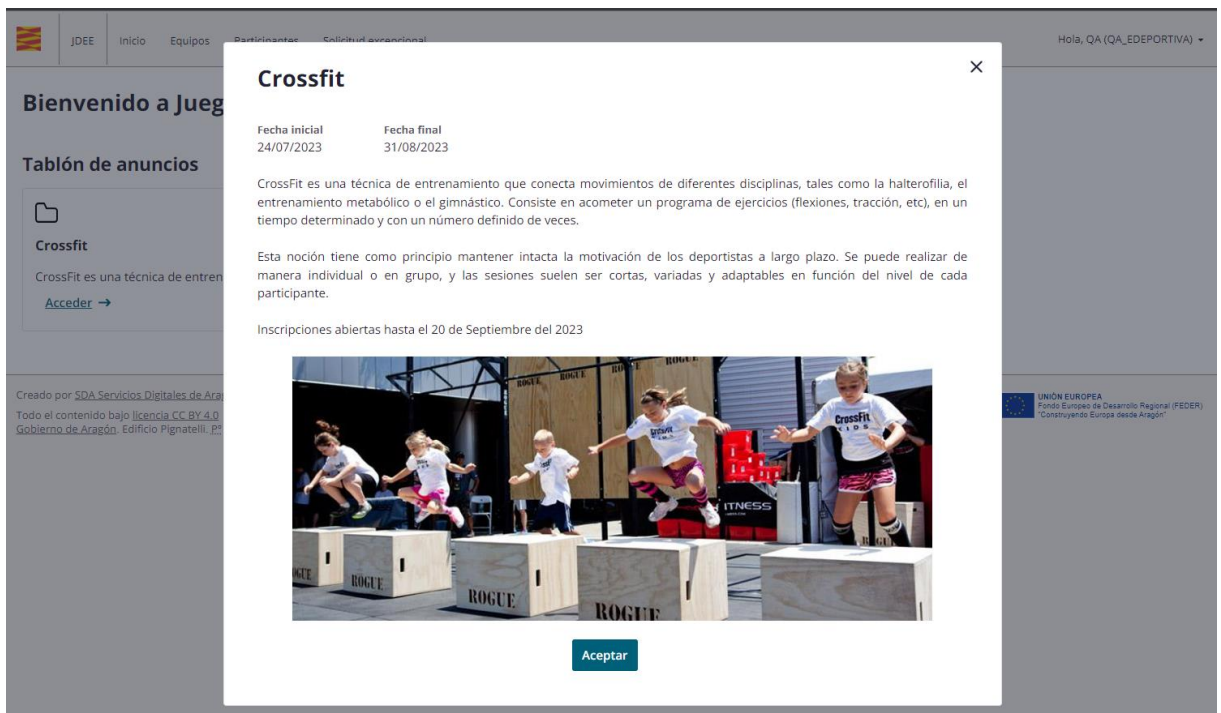 JDEE Inicio Equipos Participantes Solicitud excepcional Hola, QA (QA_EDEPORTIVA)
Bienvenido a Jueg
Tablón de anuncios
Crossfit
CrossFit es una técnica de entren
Acceder →
Crossfit
Fecha inicial Fecha final
24/07/2023 31/08/2023
CrossFit es una técnica de entrenamiento que conecta movimientos de diferentes disciplinas, tales como la halterofilia, el
entrenamiento metabólico o el gimnástico. Consiste en acometer un programa de ejercicios (flexiones, tracción, etc), en un
tiempo determinado y con un número definido de veces.
Esta noción tiene como principio mantener intacta la motivación de los deportistas a largo plazo. Se puede realizar de
manera individual o en grupo, y las sesiones suelen ser cortas, variadas y adaptables en función del nivel de cada
participante.
Inscripciones abiertas hasta el 20 de Septiembre del 2023
ROGUE ROGUE ROGUE ROGUE
CrossFit
KIDS
ITNESS
ROGUE
ROGUE
ROGUE
Aceptar
Creado por SDA Servicios Digitales de Ara
Todo el contenido bajo licencia CC BY 4.0
Gobierno de Aragón. Edificio Pignatelli. Pº
UNIÓN EUROPEA
Fondo Europeo de Desarrollo Regional (FEDER)
"Construyendo Europa desde Aragón"